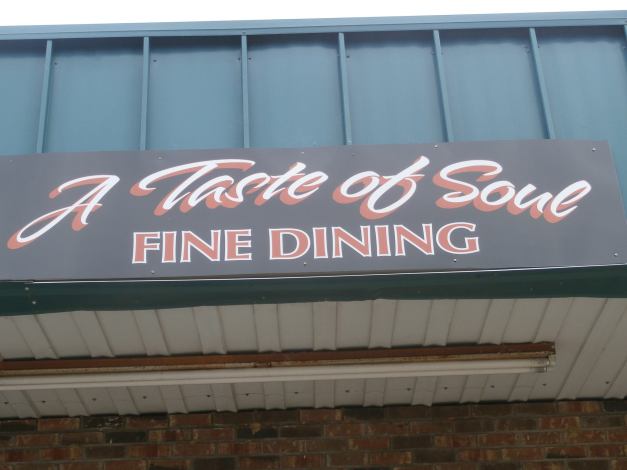 A Taste of Soul
FINE DINING